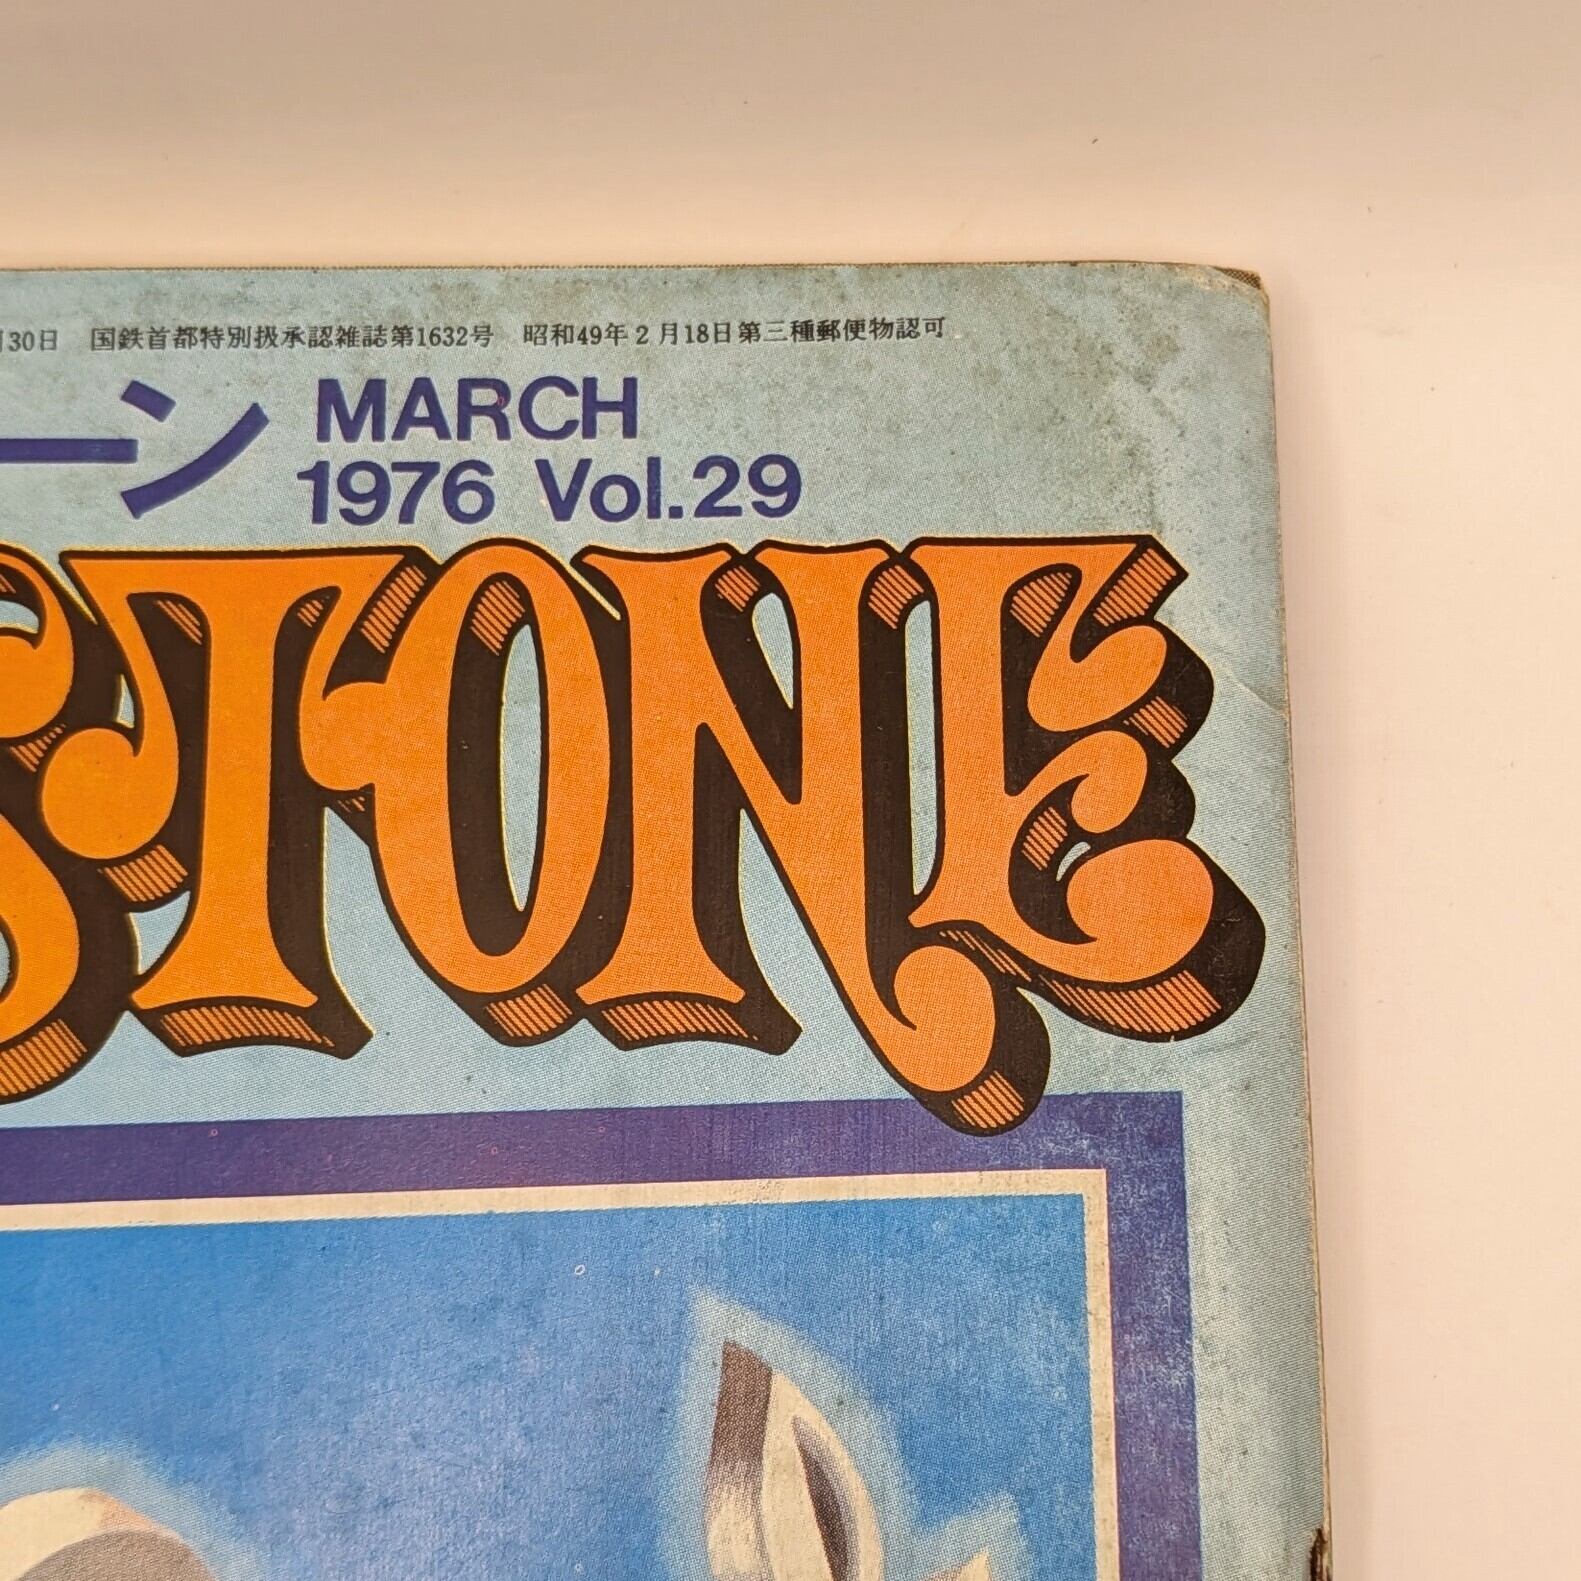 月30日 国鉄首都特別扱承認雑誌第1632号 昭和49年2月18日第三種郵便物認可
ーン MARCH
1976 Vol.29
STONE